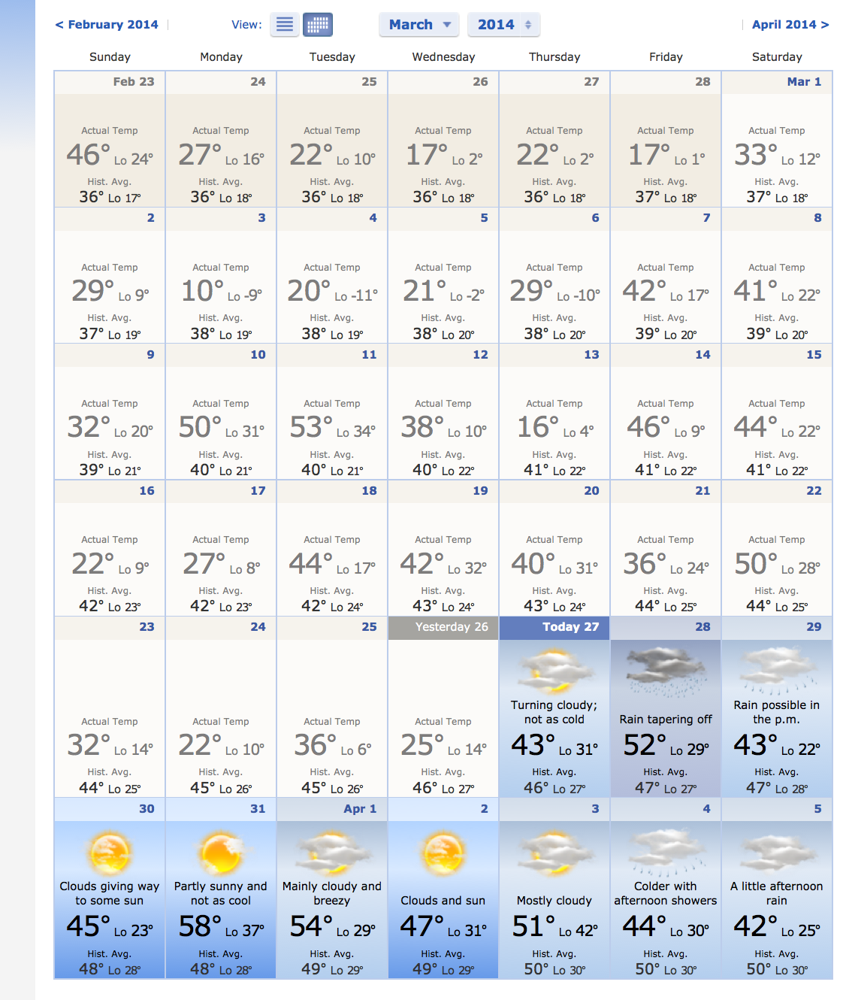 < February 2014
View:
March
2014
April 2014 >
Sunday Monday Tuesday Wednesday Thursday Friday Saturday
Feb 23 24 25 26 27 28 Mar 1
Actual Temp Actual Temp Actual Temp Actual Temp Actual Temp Actual Temp Actual Temp
46° Lo 24° 27° Lo 16° 22° Lo 10° 17° Lo 2° 22° Lo 2° 17° Lo 1° 33° Lo 12°
Hist. Avg. Hist. Avg. Hist. Avg. Hist. Avg. Hist. Avg. Hist. Avg. Hist. Avg.
36° Lo 17° 36° Lo 18° 36° Lo 18° 36° Lo 18° 36° Lo 18° 37° Lo 18° 37° Lo 18°
2 3 4 5 6 7 8
Actual Temp Actual Temp Actual Temp Actual Temp Actual Temp Actual Temp Actual Temp
29° Lo 9° 10° Lo -9° 20° Lo -11° 21° Lo -2° 29° Lo -10° 42° Lo 17° 41° Lo 22°
Hist. Avg. Hist. Avg. Hist. Avg. Hist. Avg. Hist. Avg. Hist. Avg. Hist. Avg.
37° Lo 19° 38° Lo 19° 38° Lo 19° 38° Lo 20° 38° Lo 20° 39° Lo 20° 39° Lo 20°
9 10 11 12 13 14 15
Actual Temp Actual Temp Actual Temp Actual Temp Actual Temp Actual Temp Actual Temp
32° Lo 20° 50° Lo 31° 53° Lo 34° 38° Lo 10° 16° Lo 4° 46° Lo 9° 44° Lo 22°
Hist. Avg. Hist. Avg. Hist. Avg. Hist. Avg. Hist. Avg. Hist. Avg. Hist. Avg.
39° Lo 21° 40° Lo 21° 40° Lo 21° 40° Lo 22° 41° Lo 22° 41° Lo 22° 41° Lo 22°
16 17 18 19 20 21 22
Actual Temp Actual Temp Actual Temp Actual Temp Actual Temp Actual Temp Actual Temp
22° Lo 9° 27° Lo 8° 44° Lo 17° 42° Lo 32° 40° Lo 31° 36° Lo 24° 50° Lo 28°
Hist. Avg. Hist. Avg. Hist. Avg. Hist. Avg. Hist. Avg. Hist. Avg. Hist. Avg.
42° Lo 23° 42° Lo 23° 42° Lo 24° 43° Lo 24° 43° Lo 24° 44° Lo 25° 44° Lo 25°
23 24 25 Yesterday 26 Today 27 28 29
Turning cloudy; Rain possible in
not as cold Rain tapering off the p.m.
Actual Temp Actual Temp Actual Temp Actual Temp
32° Lo 14° 22° Lo 10° 36° Lo 6° 25° Lo 14° 43° Lo 31° 52° Lo 29° 43° Lo 22°
Hist. Avg. Hist. Avg. Hist. Avg. Hist. Avg. Hist. Avg. Hist. Avg. Hist. Avg.
44° Lo 25° 45° Lo 26° 45° Lo 26° 46° Lo 27° 46° Lo 27° 47° Lo 27° 47° Lo 28°
30 31 Apr 1 2 3 4 5
Clouds giving way Partly sunny and Mainly cloudy and Colder with A little afternoon
to some sun not as cool breezy Clouds and sun Mostly cloudy afternoon showers rain
45° Lo 23° 58° Lo 37° 54° Lo 29° 47° Lo 31° 51° Lo 42° 44° Lo 30° 42° Lo 25°
Hist. Avg. Hist. Avg. Hist. Avg. Hist. Avg. Hist. Avg. Hist. Avg. Hist. Avg.
48° Lo 28° 48° Lo 28° 49° Lo 29° 49° Lo 29° 50° Lo 30° 50° Lo 30° 50° Lo 30°